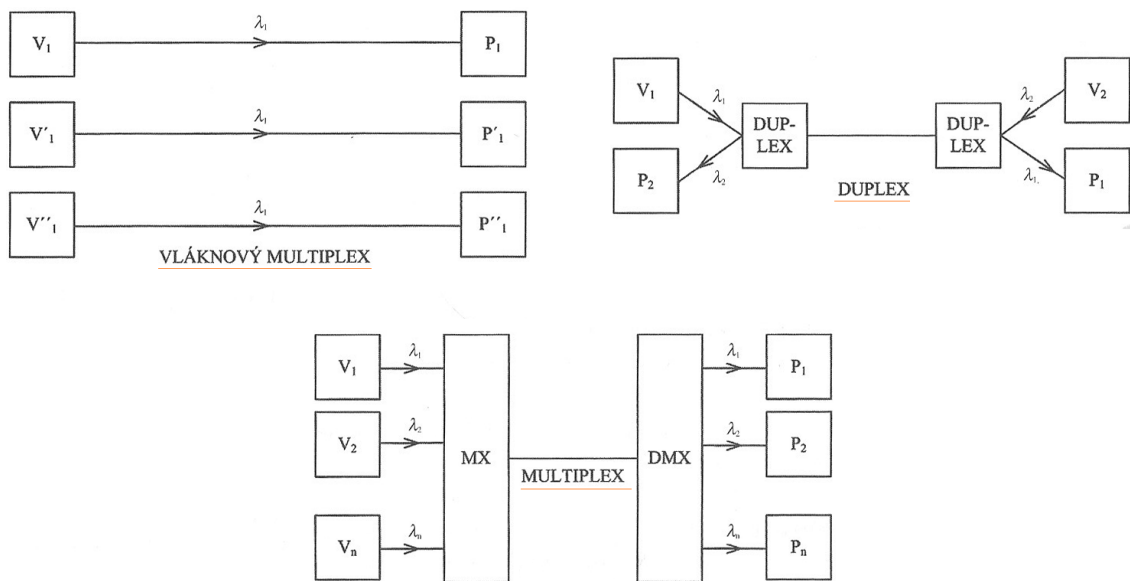 λ₁
V₁
P₁
λ₁
V´₁
P´₁
λ₁
V´´₁
P´´₁
VLÁKNOVÝ MULTIPLEX
V₁
λ₁
λ₂
V₂
DUP-
LEX
DUP-
LEX
P₂
λ₂
λ₁.
P₁
DUPLEX
V₁
λ₁
λ₁
P₁
V₂
λ₂
λ₂
P₂
MX
DMX
MULTIPLEX
Vₙ
λₙ
λₙ
Pₙ